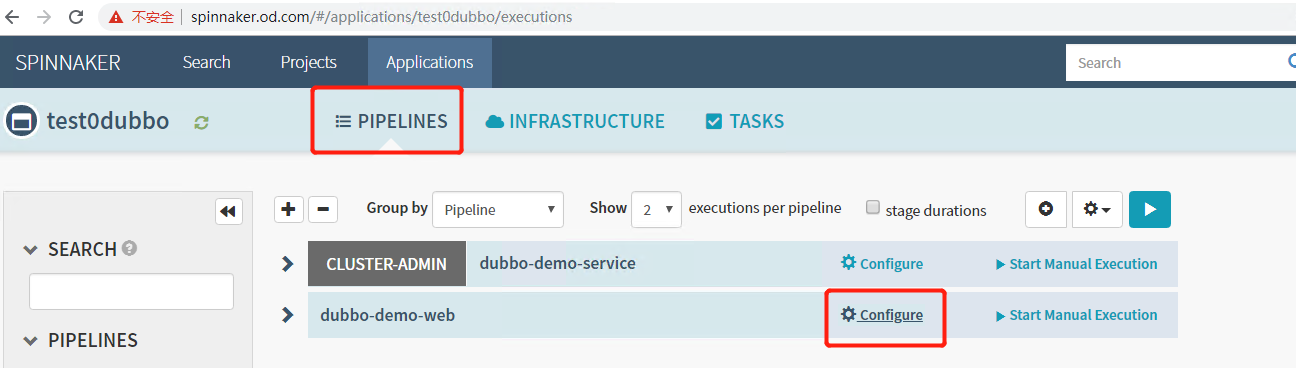 不安全 spinnaker.od.com/#/applications/test0dubbo/executions
SPINNAKER Search Projects Applications Search
test0dubbo PIPELINES INFRASTRUCTURE TASKS
Group by Pipeline Show 2 executions per pipeline stage durations
SEARCH
CLUSTER-ADMIN dubbo-demo-service Configure Start Manual Execution
dubbo-demo-web Configure Start Manual Execution
PIPELINES